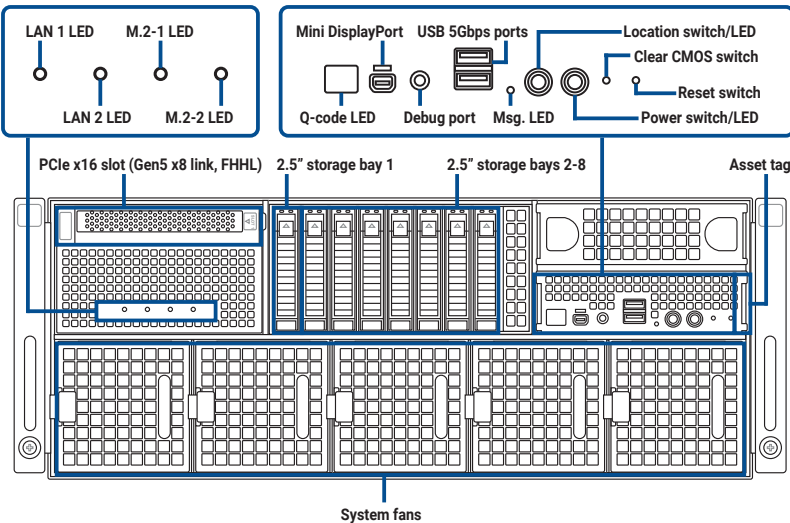 LAN 1 LED
M.2-1 LED
LAN 2 LED
M.2-2 LED
Mini DisplayPort
USB 5Gbps ports
Location switch/LED
Clear CMOS switch
Reset switch
Q-code LED
Debug port
Msg. LED
Power switch/LED
PCIe x16 slot (Gen5 x8 link, FHHL)
2.5” storage bay 1
2.5” storage bays 2-8
Asset tag
System fans